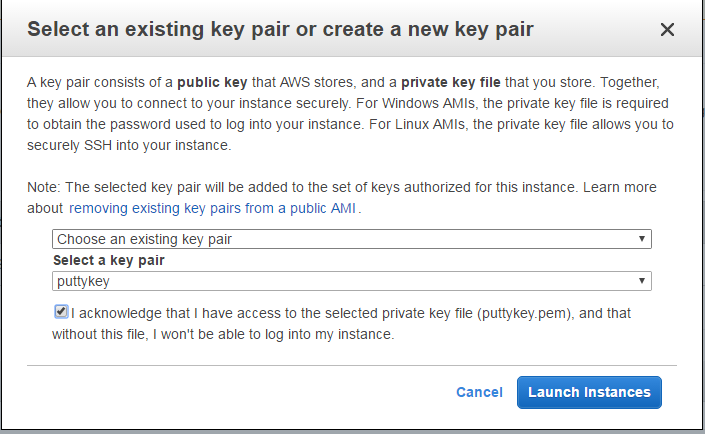 Select an existing key pair or create a new key pair
A key pair consists of a public key that AWS stores, and a private key file that you store. Together,
they allow you to connect to your instance securely. For Windows AMIs, the private key file is required
to obtain the password used to log into your instance. For Linux AMIs, the private key file allows you to
securely SSH into your instance.
Note: The selected key pair will be added to the set of keys authorized for this instance. Learn more
about removing existing key pairs from a public AMI .
Choose an existing key pair
Select a key pair
puttykey
I acknowledge that I have access to the selected private key file (puttykey.pem), and that
without this file, I won't be able to log into my instance.
Cancel Launch Instances